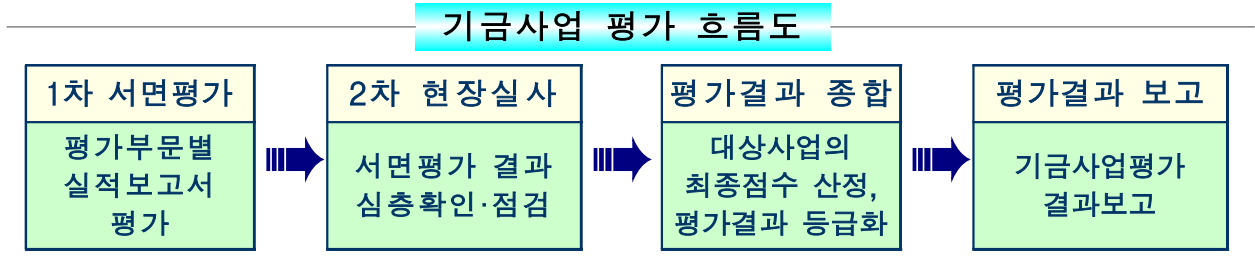 기금사업 평가 흐름도
1차 서면평가
평가부문별
실적보고서
평가
2차 현장실사
서면평가 결과
심층확인·점검
평가결과 종합
대상사업의
최종점수 산정,
평가결과 등급화
평가결과 보고
기금사업평가
결과보고